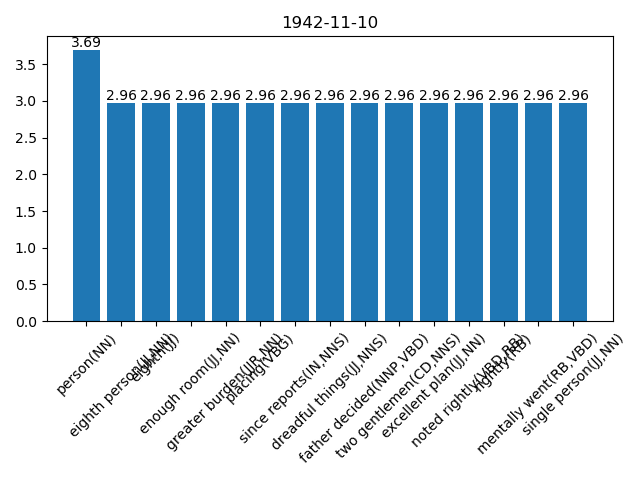 1942-11-10
3.69
2.96 2.96 2.96 2.96 2.96 2.96 2.96 2.96 2.96 2.96 2.96 2.96 2.96 2.96
3.5
3.0
2.5
2.0
1.5
1.0
0.5
0.0
person(NN)
eighth person(JJ,NN)
eighth(JJ)
enough room(JJ,NN)
greater burden(JJR,NN)
placing(VBG)
since reports(IN,NNS)
dreadful things(JJ,NNS)
father decided(NNP,VBD)
two gentlemen(CD,NNS)
excellent plan(JJ,NN)
noted rightly(VBD,RB)
rightly(RB)
mentally went(RB,VBD)
single person(JJ,NN)